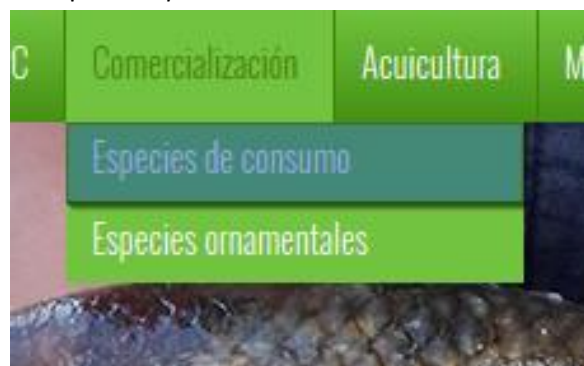 C Comercialización Acuicultura M
Especies de consumo
Especies ornamentales